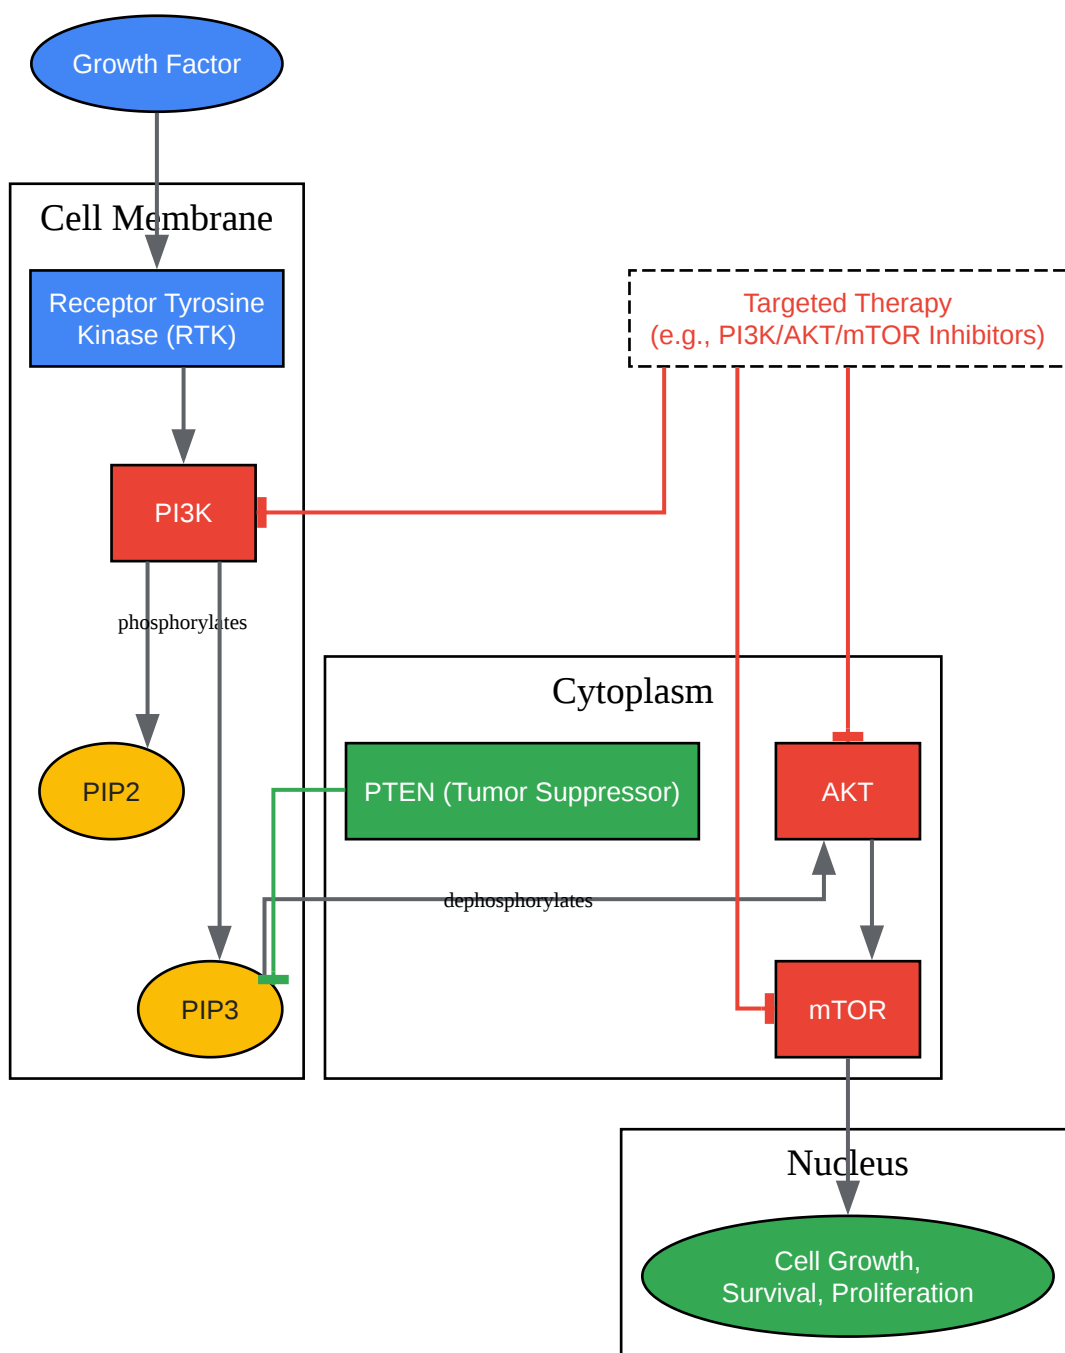 Growth Factor
Cell Membrane
Receptor Tyrosine
Kinase (RTK)
Targeted Therapy
(e.g., PI3K/AKT/mTOR Inhibitors)
PI3K
phosphorylates
Cytoplasm
PIP2
PTEN (Tumor Suppressor)
AKT
dephosphorylates
PIP3
mTOR
Nucleus
Cell Growth,
Survival, Proliferation